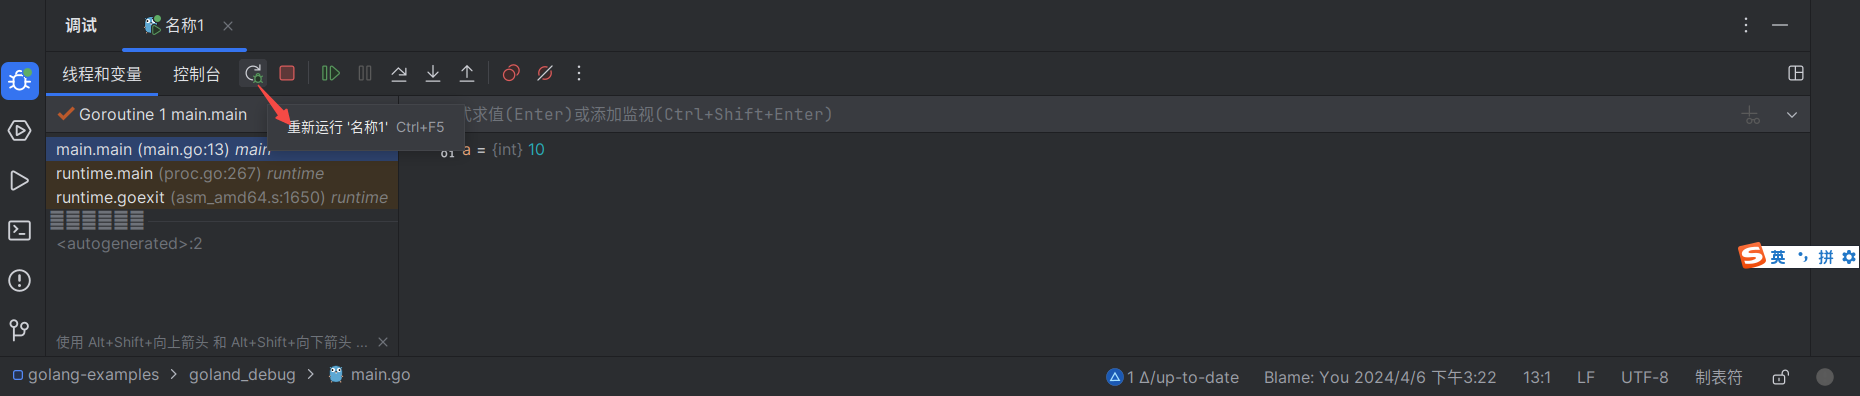 调试 名称1
线程和变量 控制台
Goroutine 1 main.main
式求值(Enter)或添加监视(Ctrl+Shift+Enter)
重新运行 '名称1' Ctrl+F5
main.main (main.go:13) main
a = {int} 10
runtime.main (proc.go:267) runtime
runtime.goexit (asm_amd64.s:1650) runtime
<autogenerated>:2
英 拼
使用 Alt+Shift+向上箭头 和 Alt+Shift+向下箭头 ...
golang-examples > goland_debug > main.go
1 Δ/up-to-date Blame: You 2024/4/6 下午3:22 13:1 LF UTF-8 制表符